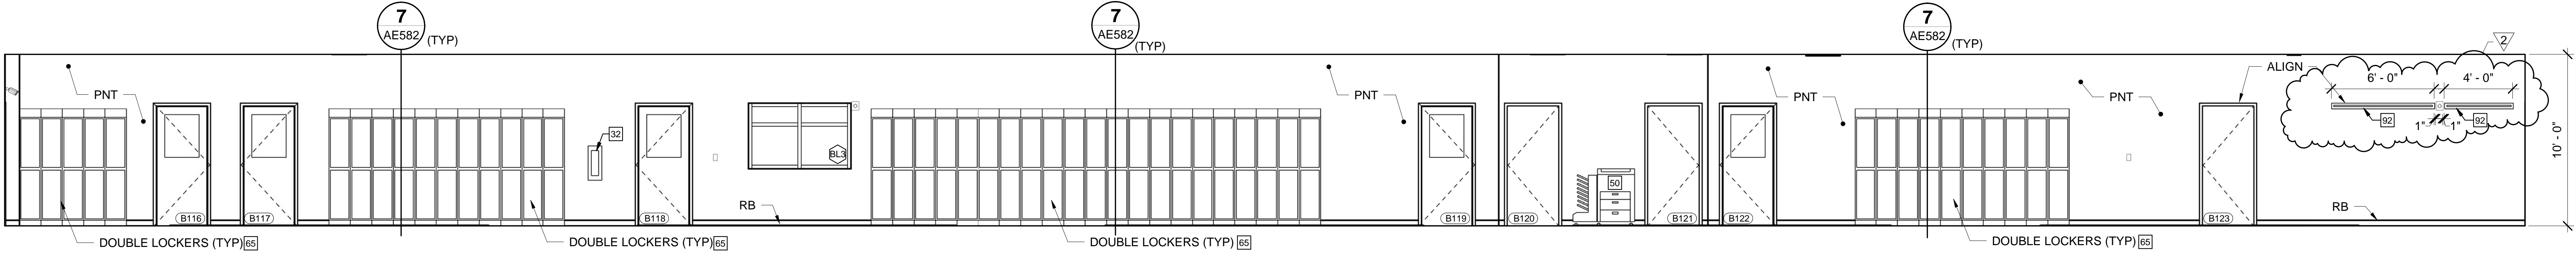 7
AE582
(TYP)
7
AE582
(TYP)
7
AE582
(TYP)
2
ALIGN
6' - 0"
4' - 0"
PNT
PNT
PNT
PNT
32
BL3
50
92
1"
1"
92
10' - 0"
RB
RB
B116
B117
B118
B119
B120
B121
B122
B123
DOUBLE LOCKERS (TYP) 65
DOUBLE LOCKERS (TYP) 65
DOUBLE LOCKERS (TYP) 65
DOUBLE LOCKERS (TYP) 65